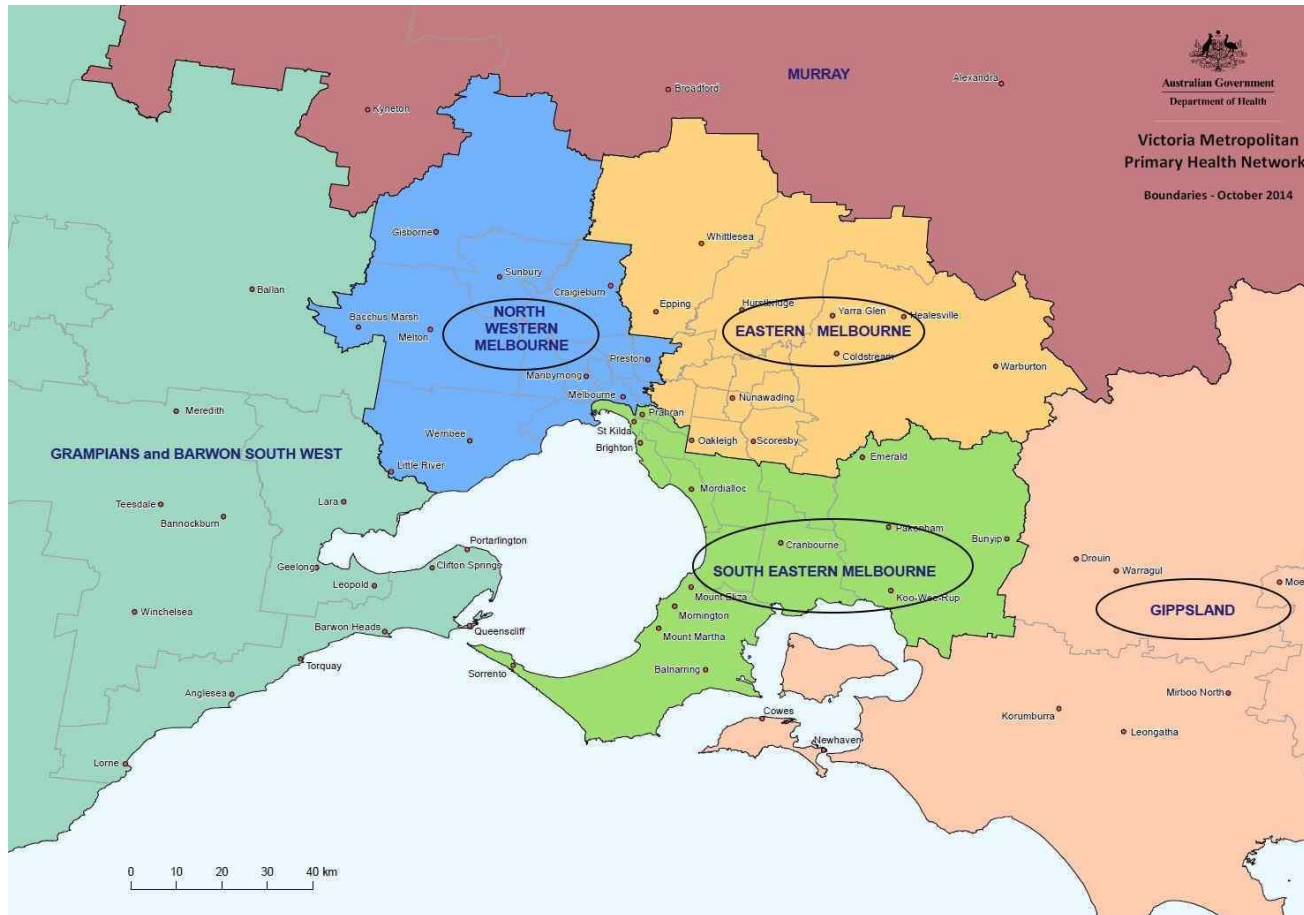 MURRAY
Alexandra
Broadford
Kyneton
Australian Government
Department of Health
Victoria Metropolitan
Primary Health Network
Boundaries - October 2014
Gisborne
Whittlesea
Sunbury
Craigieburn
Ballan
Epping
Hurstbridge
Yarra Glen
Healesville
Bacchus Marsh
Melton
NORTH
WESTERN
MELBOURNE
EASTERN MELBOURNE
Coldstream
Preston
Warburton
Maribyrnong
Melbourne
Nunawading
Meredith
Prahran
St Kilda
Werribee
Brighton
Oakleigh
Scoresby
GRAMPIANS and BARWON SOUTH WEST
Emerald
Little River
Mordialloc
Lara
Teesdale
Bannockburn
Pakenham
Bunyip
Cranbourne
Portarlington
Drouin
Warragul
Geelong
Clifton Springs
SOUTH EASTERN MELBOURNE
Moe
Leopold
Mount Eliza
Koo-Wee-Rup
Winchelsea
Mornington
GIPPSLAND
Barwon Heads
Queenscliff
Mount Martha
Torquay
Sorrento
Balnarring
Anglesea
Mirboo North
Cowes
Korumburra
Leongatha
Newhaven
Lorne
0 10 20 30 40 km